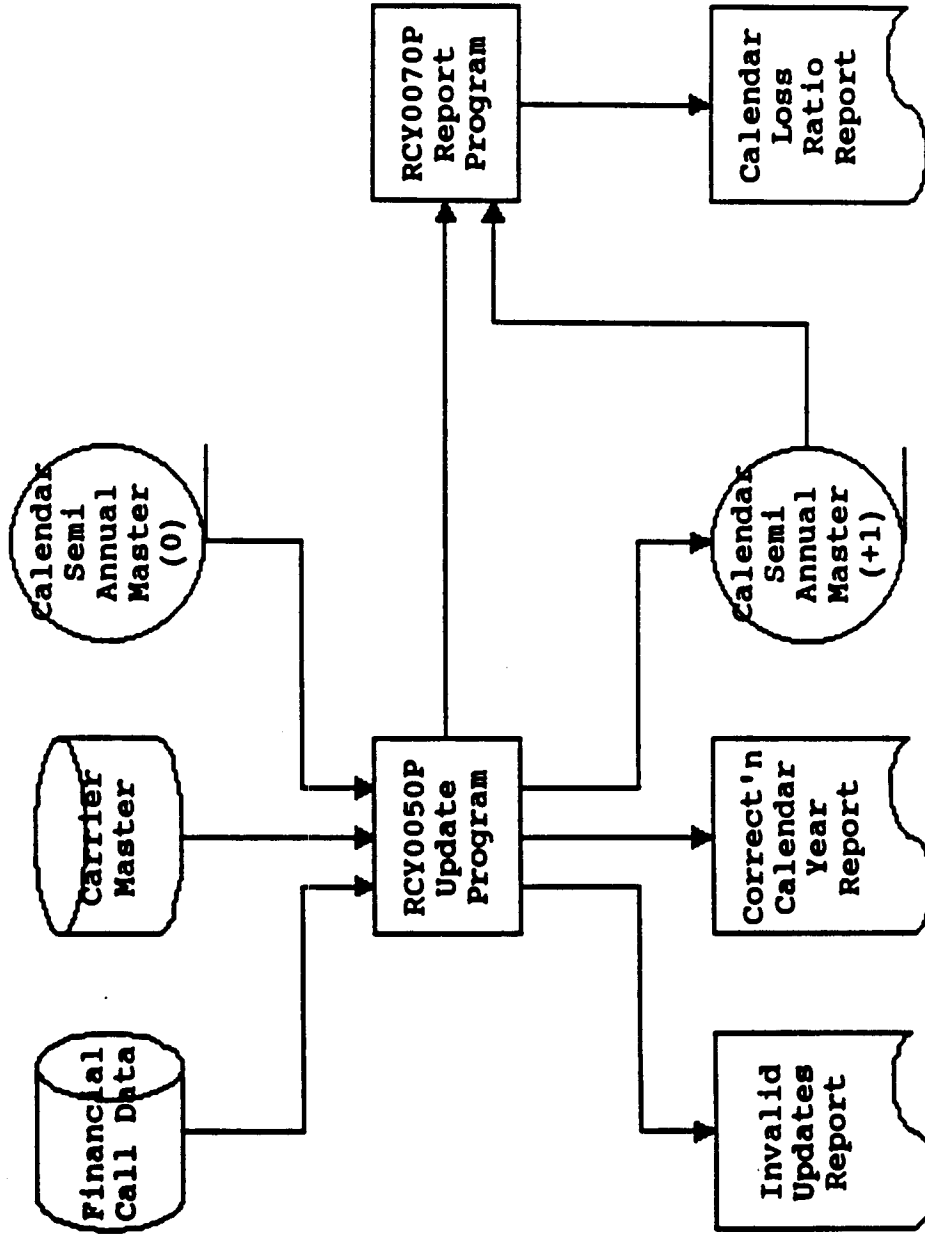 Financial
Call Data
Carrier
Master
Calendar
Semi
Annual
Master
(0)
RCY0050P
Update
Program
RCY0070P
Report
Program
Invalid
Updates
Report
Correct'n
Calendar
Year
Report
Calendar
Semi
Annual
Master
(+1)
Calendar
Loss
Ratio
Report